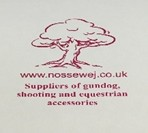 www.nossewej.co.uk
Suppliers of gundog,
shooting and equestrian
accessories